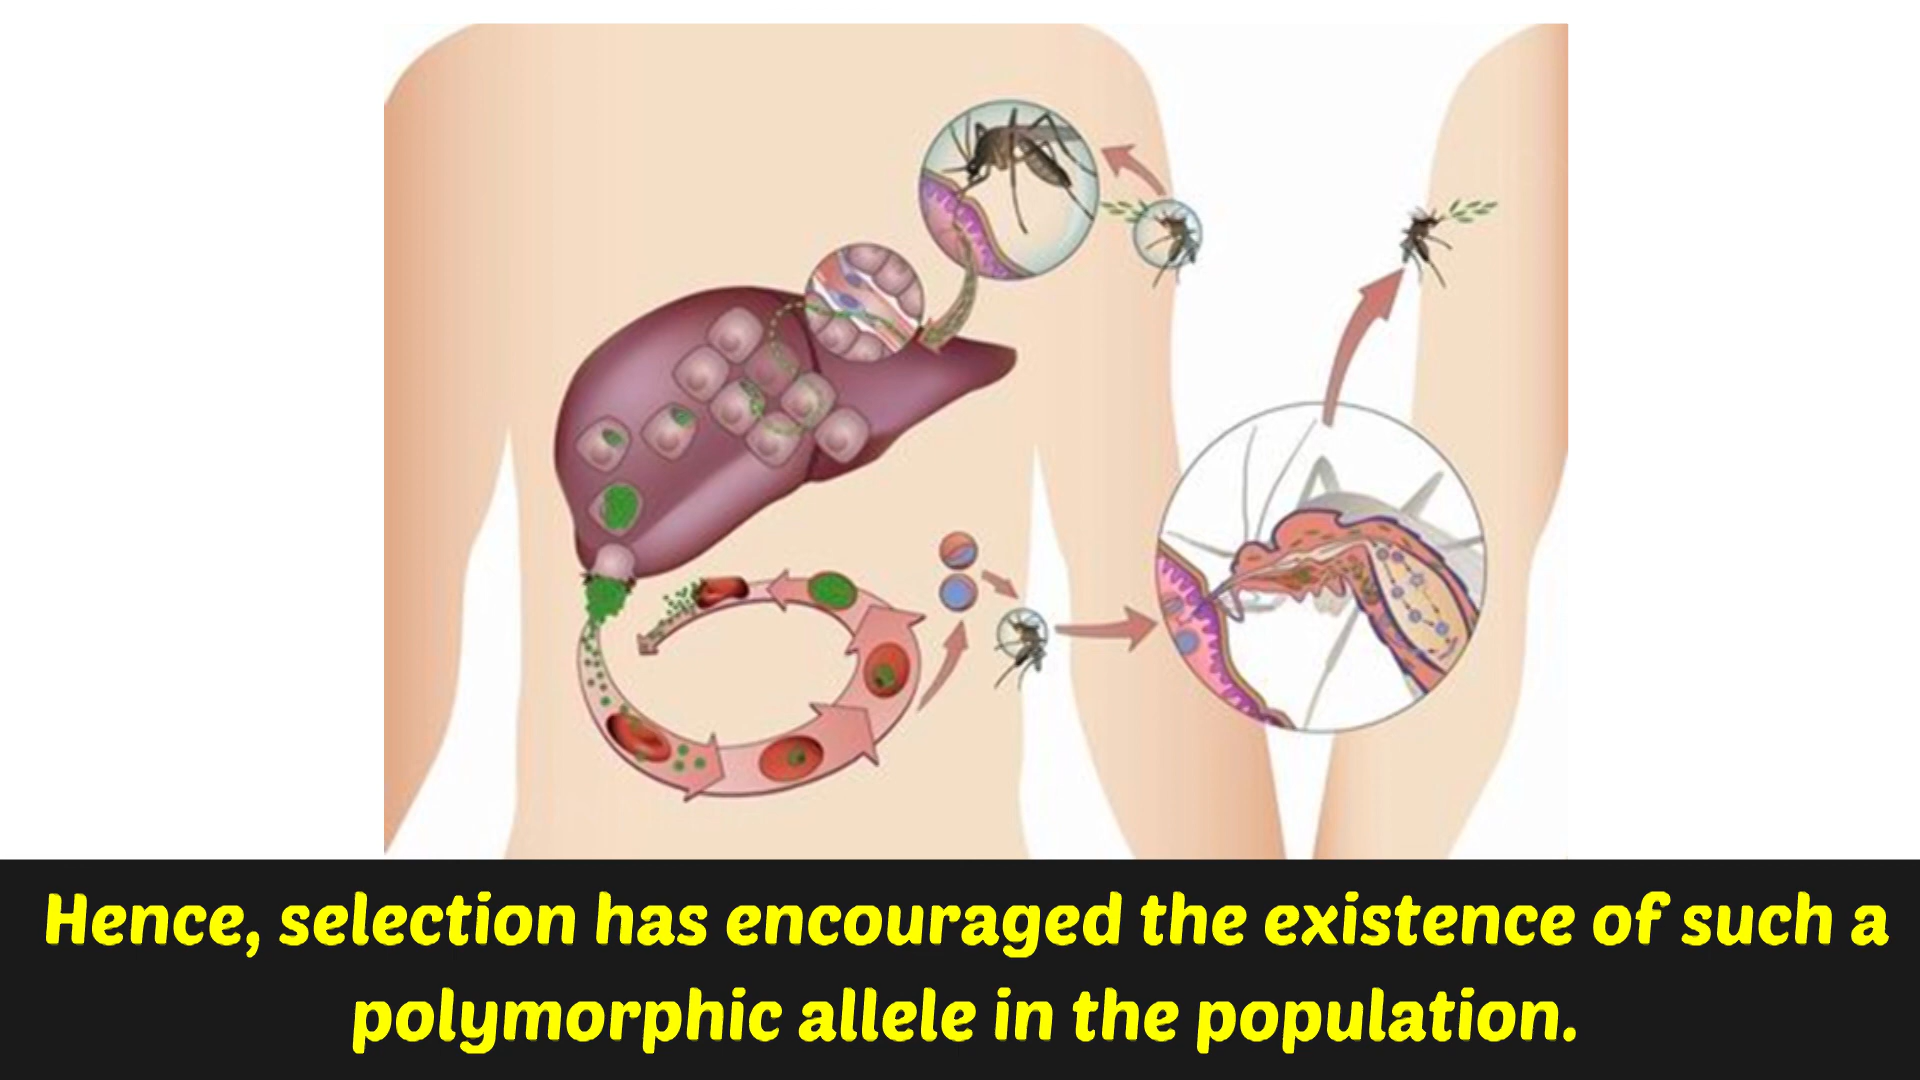 Hence, selection has encouraged the existence of such a
polymorphic allele in the population.